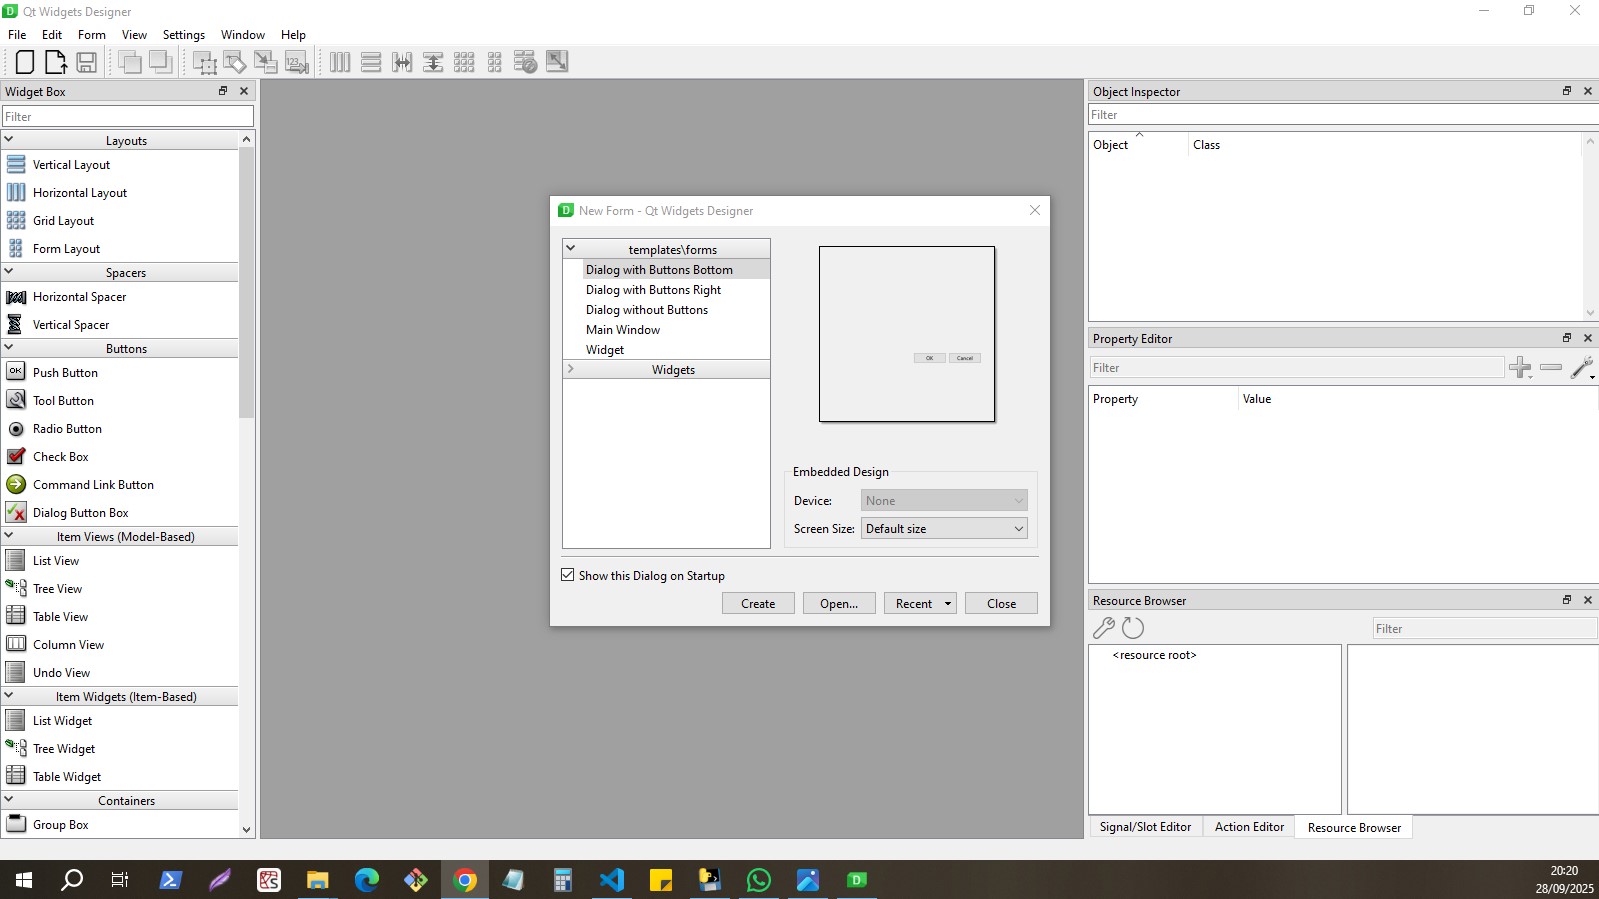 Qt Widgets Designer
File Edit Form View Settings Window Help
Widget Box
Filter
Layouts
Vertical Layout
Horizontal Layout
Grid Layout
Form Layout
Spacers
Horizontal Spacer
Vertical Spacer
Buttons
OK Push Button
Tool Button
Radio Button
Check Box
Command Link Button
Dialog Button Box
Item Views (Model-Based)
List View
Tree View
Table View
Column View
Undo View
Item Widgets (Item-Based)
List Widget
Tree Widget
Table Widget
Containers
Group Box
New Form - Qt Widgets Designer
templates\forms
Dialog with Buttons Bottom
Dialog with Buttons Right
Dialog without Buttons
Main Window
Widget
Widgets
OK Cancel
Embedded Design
Device: None
Screen Size: Default size
Show this Dialog on Startup
Create Open... Recent Close
Object Inspector
Filter
Object Class
Property Editor
Filter
Property Value
Resource Browser
Filter
<resource root>
Signal/Slot Editor Action Editor Resource Browser
20:20
28/09/2025